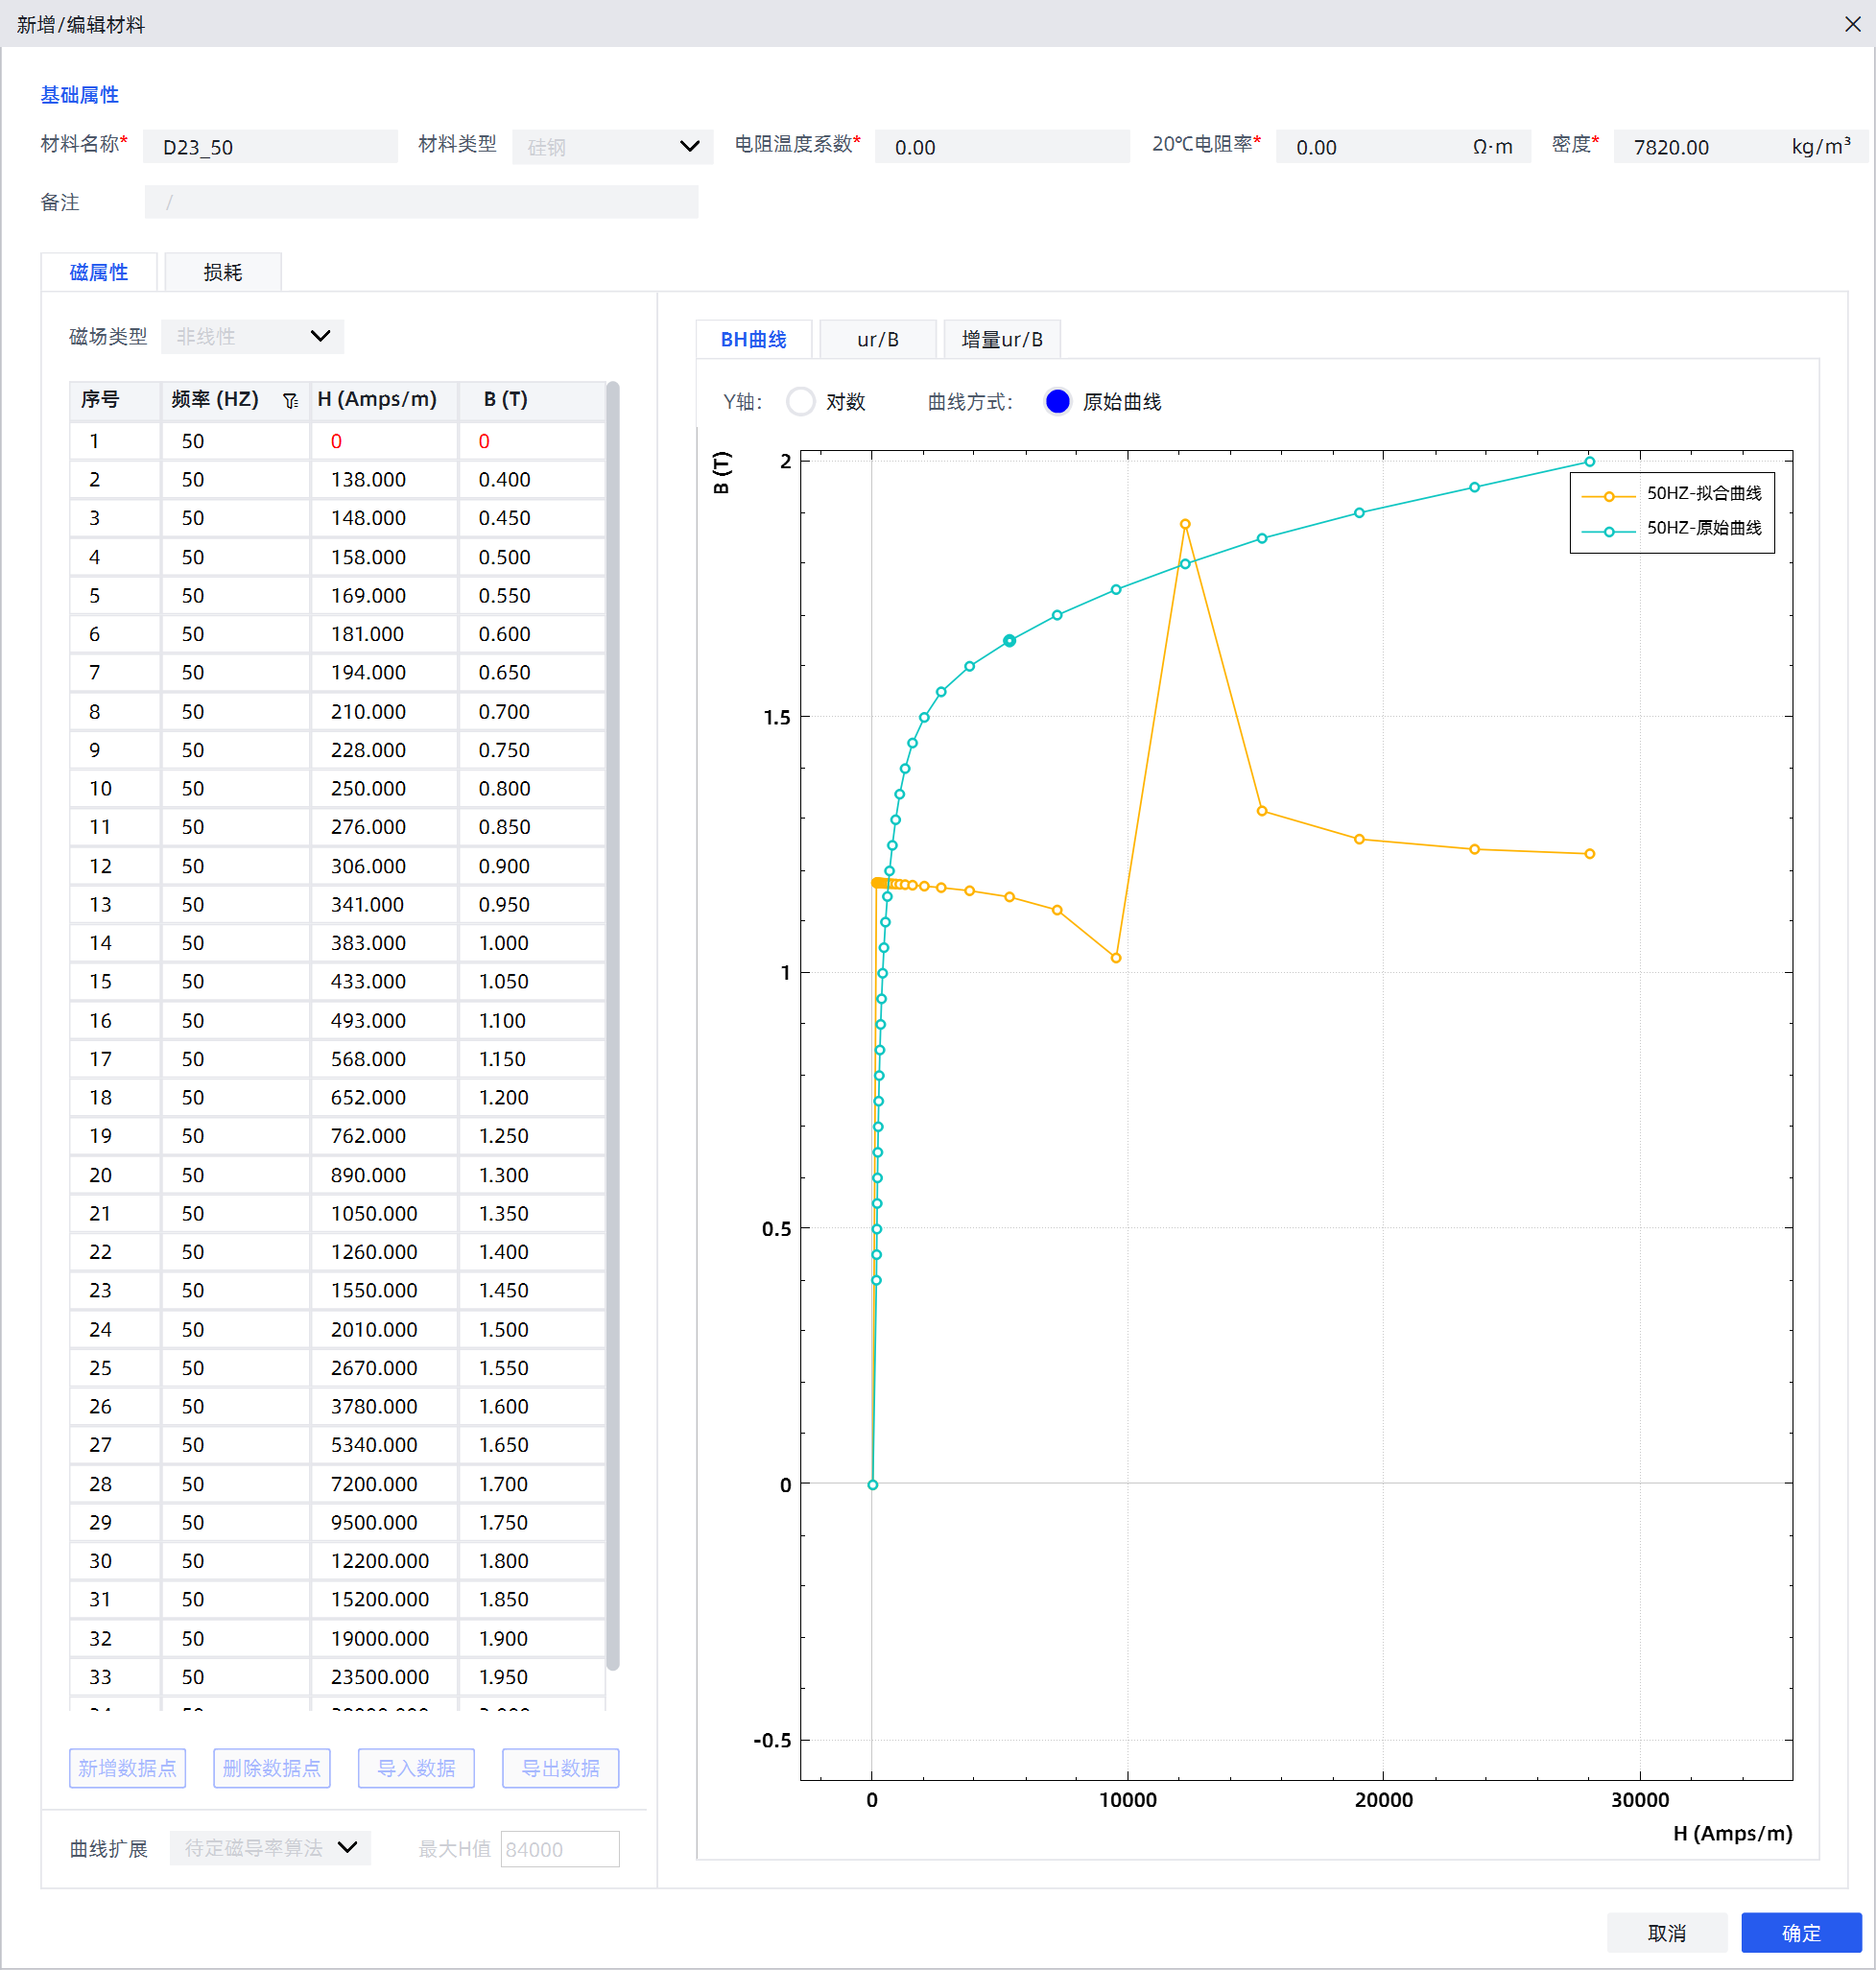 新增/编辑材料
基础属性
材料名称* D23_50 材料类型 硅钢 电阻温度系数* 0.00 20℃电阻率* 0.00 Ω·m 密度* 7820.00 kg/m³
备注 /
磁属性 损耗
磁场类型 非线性
序号 频率 (HZ) H (Amps/m) B (T)
1 50 0 0
2 50 138.000 0.400
3 50 148.000 0.450
4 50 158.000 0.500
5 50 169.000 0.550
6 50 181.000 0.600
7 50 194.000 0.650
8 50 210.000 0.700
9 50 228.000 0.750
10 50 250.000 0.800
11 50 276.000 0.850
12 50 306.000 0.900
13 50 341.000 0.950
14 50 383.000 1.000
15 50 433.000 1.050
16 50 493.000 1.100
17 50 568.000 1.150
18 50 652.000 1.200
19 50 762.000 1.250
20 50 890.000 1.300
21 50 1050.000 1.350
22 50 1260.000 1.400
23 50 1550.000 1.450
24 50 2010.000 1.500
25 50 2670.000 1.550
26 50 3780.000 1.600
27 50 5340.000 1.650
28 50 7200.000 1.700
29 50 9500.000 1.750
30 50 12200.000 1.800
31 50 15200.000 1.850
32 50 19000.000 1.900
33 50 23500.000 1.950
新增数据点 删除数据点 导入数据 导出数据
曲线扩展 待定磁导率算法 最大H值 84000
BH曲线 ur/B 增量ur/B
Y轴: 对数 曲线方式: 原始曲线
B (T)
2
1.5
1
0.5
0
-0.5
50HZ-拟合曲线
50HZ-原始曲线
0 10000 20000 30000
H (Amps/m)
取消 确定